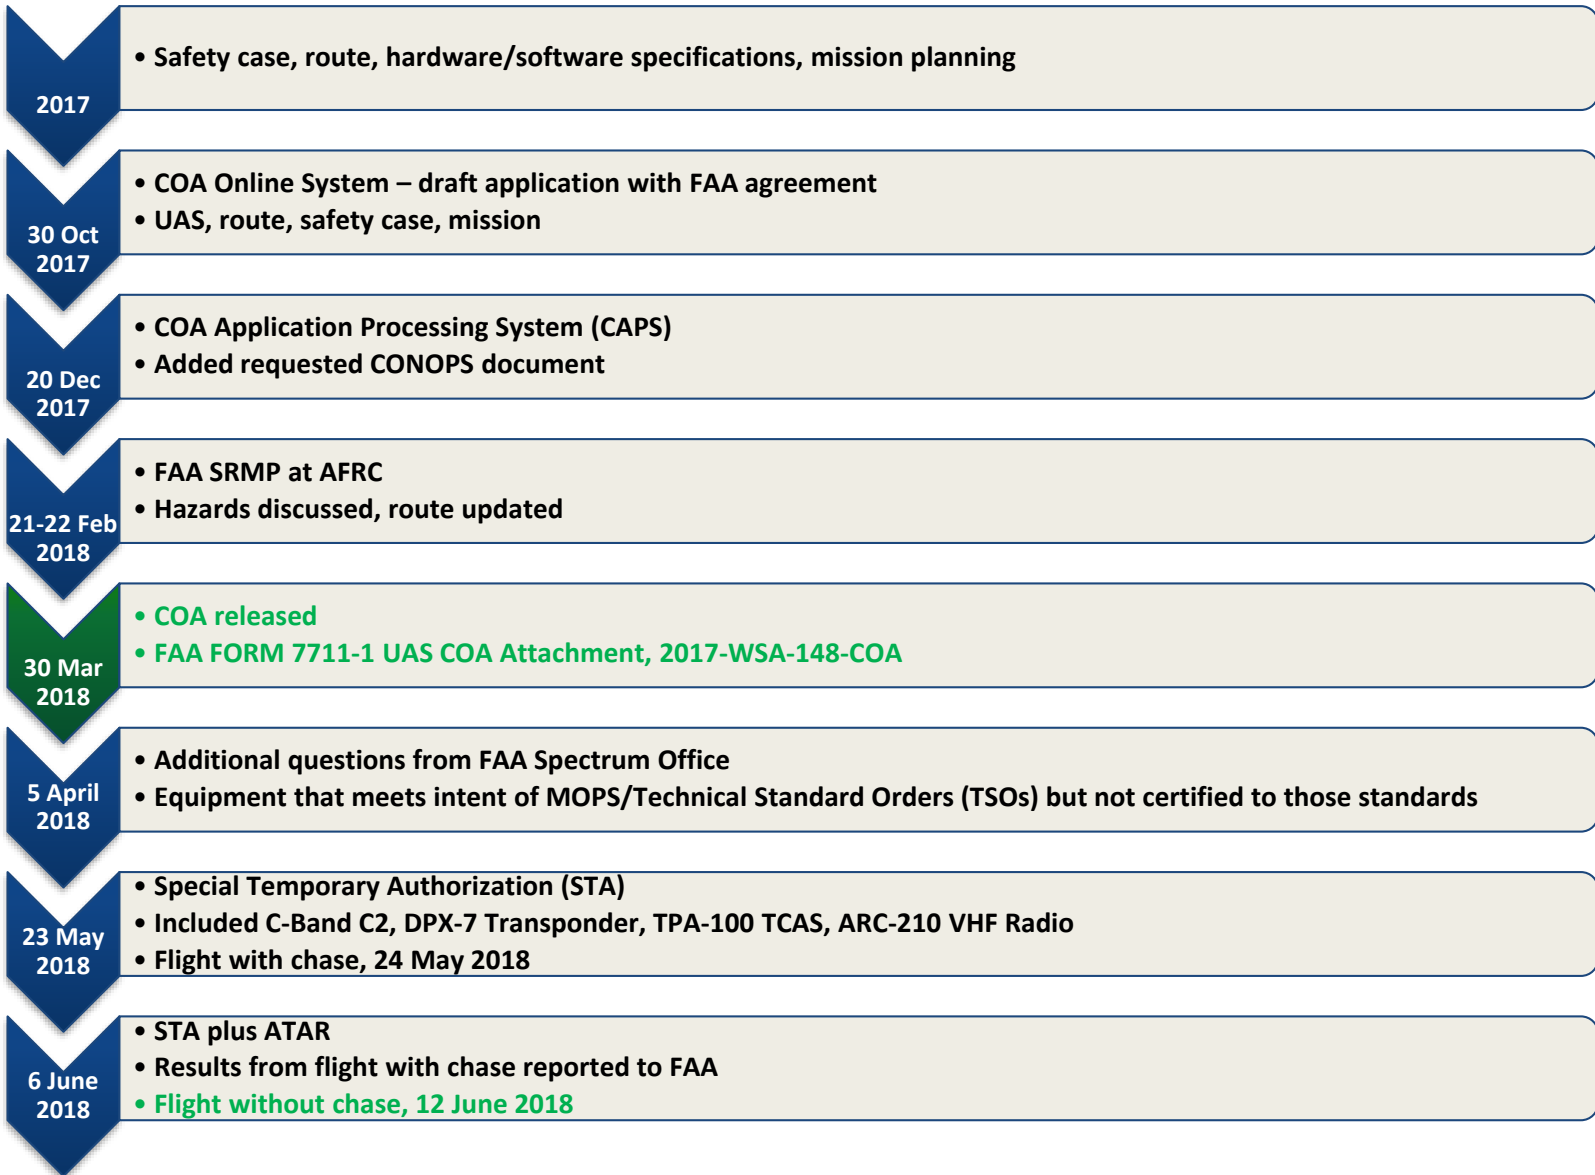 2017
• Safety case, route, hardware/software specifications, mission planning
30 Oct
2017
• COA Online System – draft application with FAA agreement
• UAS, route, safety case, mission
20 Dec
2017
• COA Application Processing System (CAPS)
• Added requested CONOPS document
21-22 Feb
2018
• FAA SRMP at AFRC
• Hazards discussed, route updated
30 Mar
2018
• COA released
• FAA FORM 7711-1 UAS COA Attachment, 2017-WSA-148-COA
5 April
2018
• Additional questions from FAA Spectrum Office
• Equipment that meets intent of MOPS/Technical Standard Orders (TSOs) but not certified to those standards
23 May
2018
• Special Temporary Authorization (STA)
• Included C-Band C2, DPX-7 Transponder, TPA-100 TCAS, ARC-210 VHF Radio
• Flight with chase, 24 May 2018
6 June
2018
• STA plus ATAR
• Results from flight with chase reported to FAA
• Flight without chase, 12 June 2018